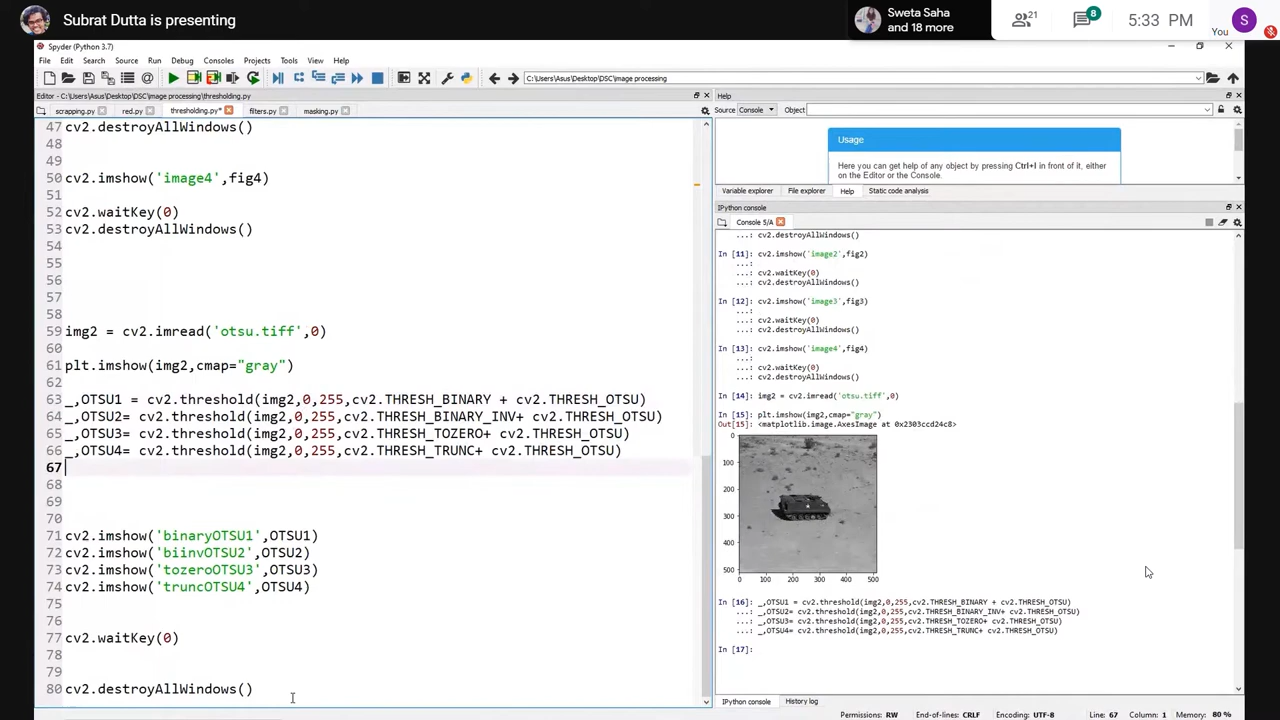 Subrat Dutta is presenting
Sweta Saha
and 18 more
21
8
5:33 PM
You
S
Spyder (Python 3.7)
File Edit Search Source Run Debug Consoles Projects Tools View Help
C:\Users\Asus\Desktop\DSC\image processing
Editor - C:\Users\Asus\Desktop\DSC\image processing\thresholding.py
scrapping.py red.py thresholding.py* filters.py masking.py
47 cv2.destroyAllWindows()
48
49
50 cv2.imshow('image4',fig4)
51
52 cv2.waitKey(0)
53 cv2.destroyAllWindows()
54
55
56
57
58
59 img2 = cv2.imread('otsu.tiff',0)
60
61 plt.imshow(img2,cmap="gray")
62
63 _,OTSU1 = cv2.threshold(img2,0,255,cv2.THRESH_BINARY + cv2.THRESH_OTSU)
64 _,OTSU2= cv2.threshold(img2,0,255,cv2.THRESH_BINARY_INV+ cv2.THRESH_OTSU)
65 _,OTSU3= cv2.threshold(img2,0,255,cv2.THRESH_TOZERO+ cv2.THRESH_OTSU)
66 _,OTSU4= cv2.threshold(img2,0,255,cv2.THRESH_TRUNC+ cv2.THRESH_OTSU)
67
68
69
70
71 cv2.imshow('binaryOTSU1',OTSU1)
72 cv2.imshow('biinvOTSU2',OTSU2)
73 cv2.imshow('tozeroOTSU3',OTSU3)
74 cv2.imshow('truncOTSU4',OTSU4)
75
76
77 cv2.waitKey(0)
78
79
80 cv2.destroyAllWindows()
Help
Source Console Object
Usage
Here you can get help of any object by pressing Ctrl+I in front of it, either
on the Editor or the Console.
Variable explorer File explorer Help Static code analysis
IPython console
Console 5/A
...: cv2.destroyAllWindows()
In [11]: cv2.imshow('image2',fig2)
...:
...: cv2.waitKey(0)
...: cv2.destroyAllWindows()
In [12]: cv2.imshow('image3',fig3)
...:
...: cv2.waitKey(0)
...: cv2.destroyAllWindows()
In [13]: cv2.imshow('image4',fig4)
...:
...: cv2.waitKey(0)
...: cv2.destroyAllWindows()
In [14]: img2 = cv2.imread('otsu.tiff',0)
In [15]: plt.imshow(img2,cmap="gray")
Out[15]: <matplotlib.image.AxesImage at 0x2303ccd24c8>
0
100
200
300
400
500
0 100 200 300 400 500
In [16]: _,OTSU1 = cv2.threshold(img2,0,255,cv2.THRESH_BINARY + cv2.THRESH_OTSU)
...: _,OTSU2= cv2.threshold(img2,0,255,cv2.THRESH_BINARY_INV+ cv2.THRESH_OTSU)
...: _,OTSU3= cv2.threshold(img2,0,255,cv2.THRESH_TOZERO+ cv2.THRESH_OTSU)
...: _,OTSU4= cv2.threshold(img2,0,255,cv2.THRESH_TRUNC+ cv2.THRESH_OTSU)
In [17]:
IPython console History log
Permissions: RW End-of-lines: CRLF Encoding: UTF-8 Line: 67 Column: 1 Memory: 80 %